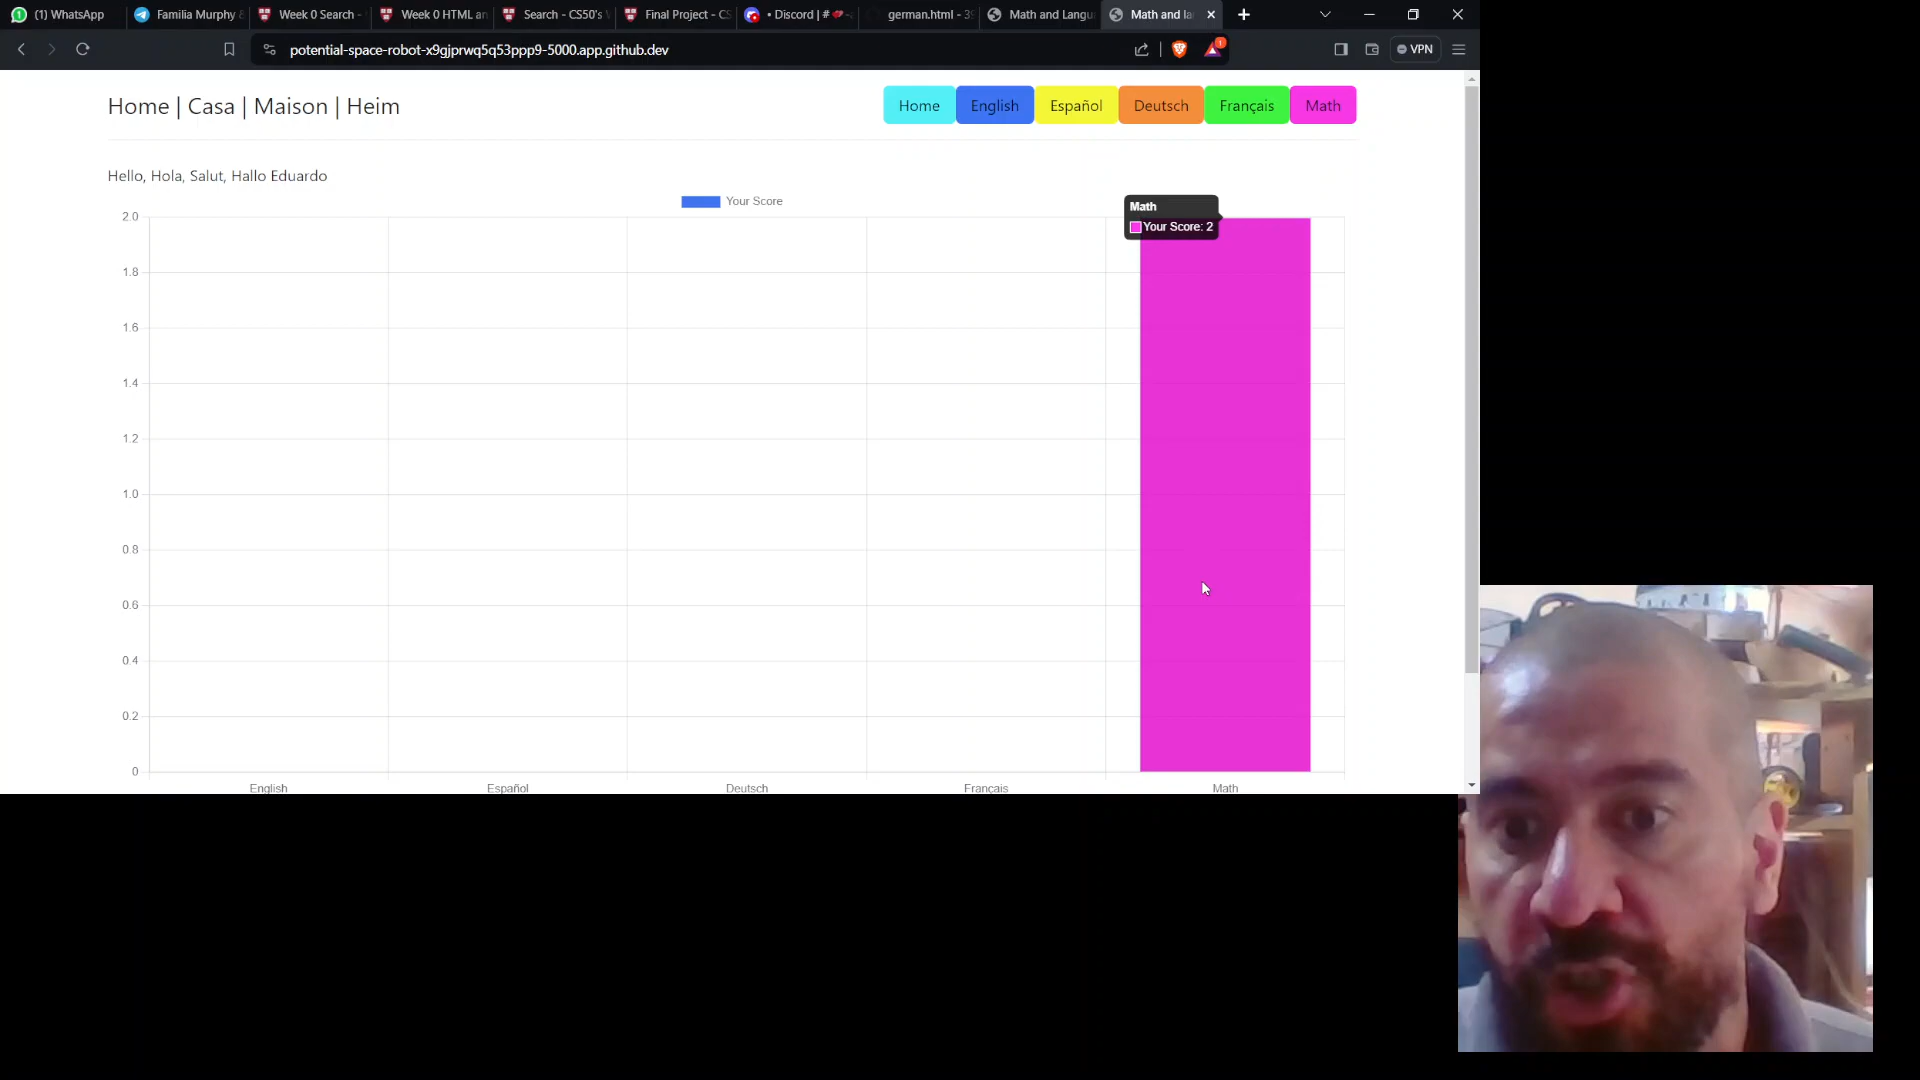 (1) WhatsApp
Familia Murphy &
Week 0 Search -
Week 0 HTML an
Search - CS50's
Final Project - CS
• Discord | #
german.html - 39
Math and Langu
Math and la
potential-space-robot-x9gjprwq5q53ppp9-5000.app.github.dev
1
VPN
Home | Casa | Maison | Heim
Home
English
Español
Deutsch
Français
Math
Hello, Hola, Salut, Hallo Eduardo
Your Score
Math
Your Score: 2
2.0
1.8
1.6
1.4
1.2
1.0
0.8
0.6
0.4
0.2
0
English
Español
Deutsch
Français
Math